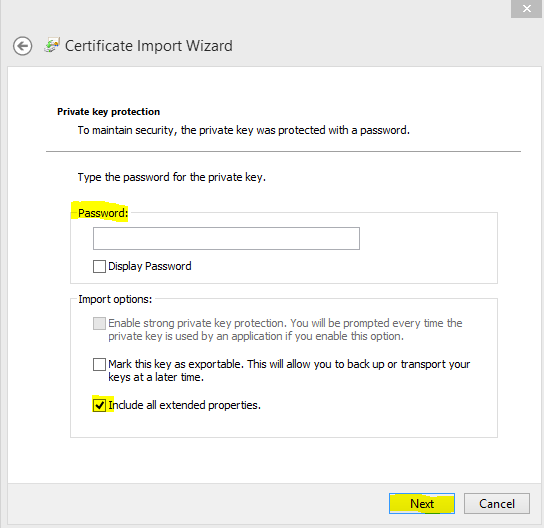 Certificate Import Wizard
Private key protection
To maintain security, the private key was protected with a password.
Type the password for the private key.
Password:
Display Password
Import options:
Enable strong private key protection. You will be prompted every time the
private key is used by an application if you enable this option.
Mark this key as exportable. This will allow you to back up or transport your
keys at a later time.
Include all extended properties.
Next
Cancel